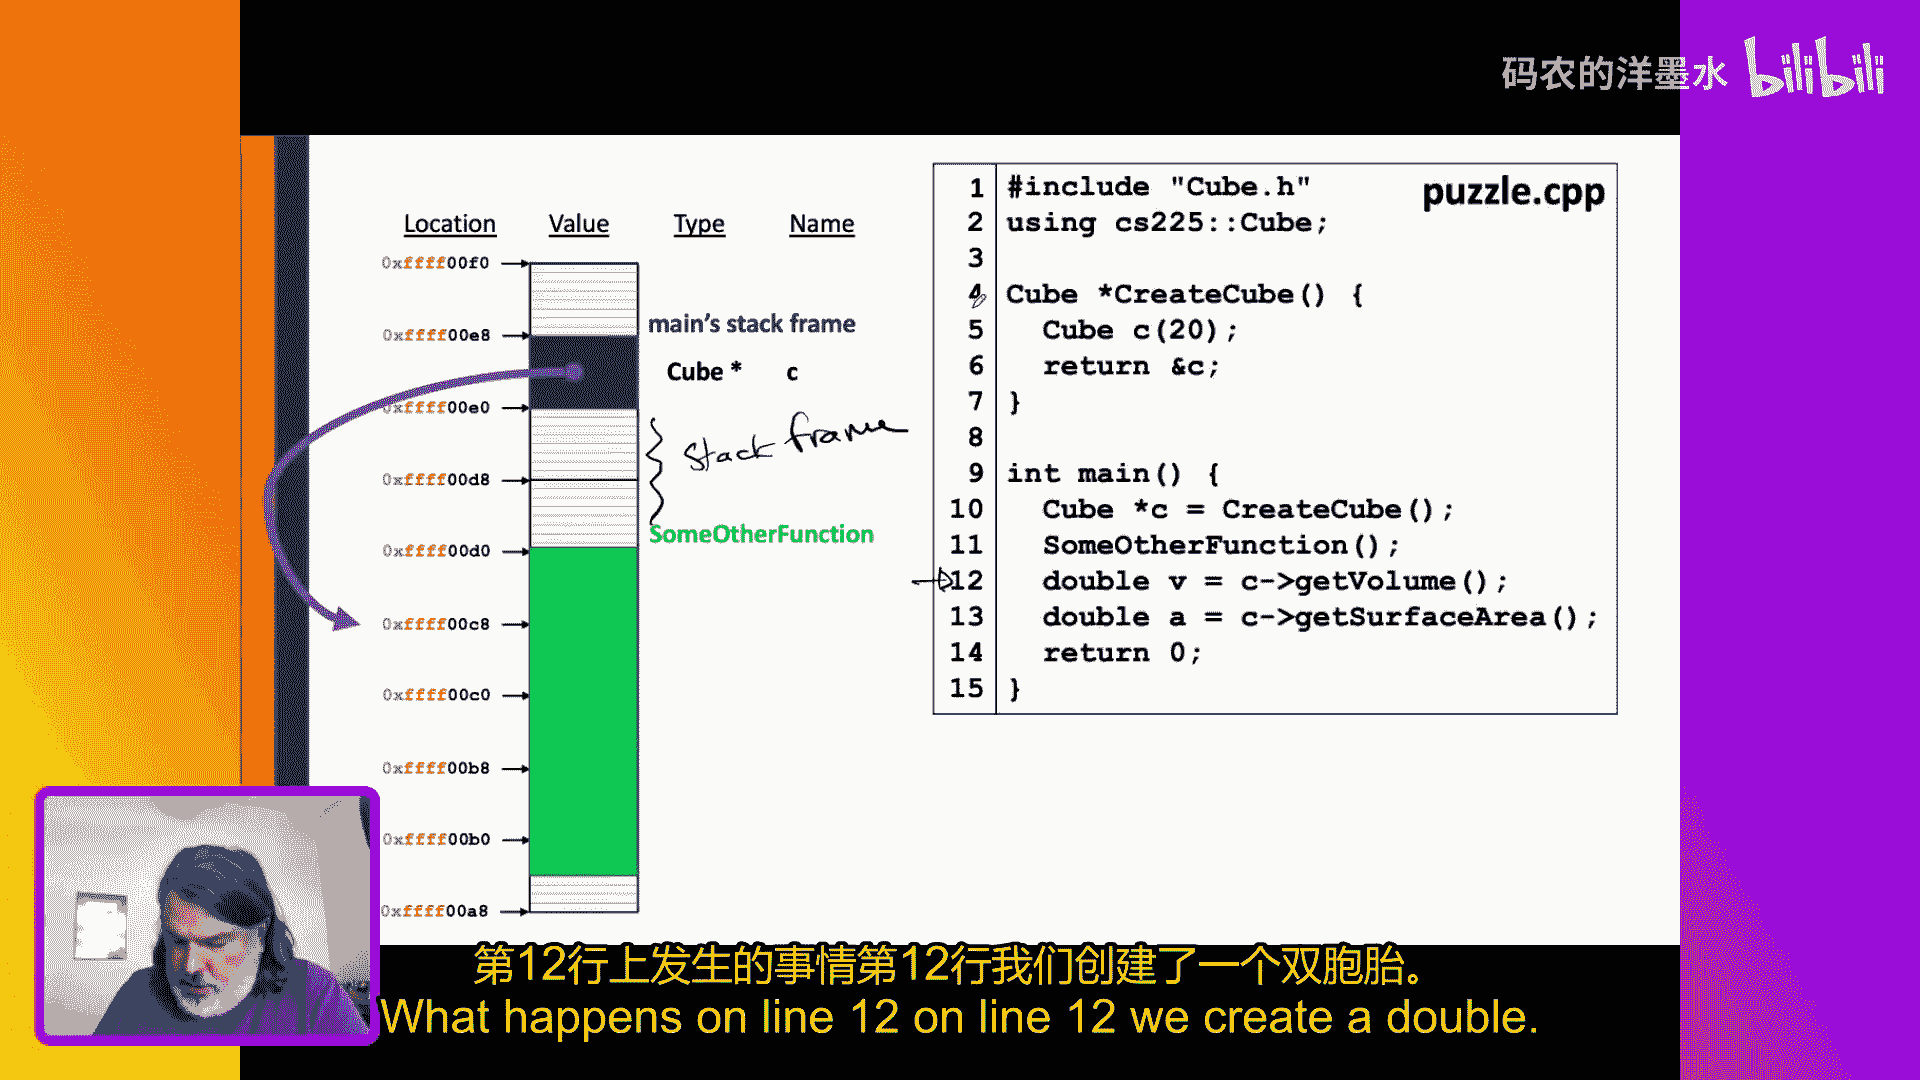 码农的洋墨水 bilibili
Location Value Type Name
0xffff00f0
0xffff00e8
0xffff00e0
0xffff00d8
0xffff00d0
0xffff00c8
0xffff00c0
0xffff00b8
0xffff00b0
0xffff00a8
main's stack frame
Cube * c
stack frame
SomeOtherFunction
puzzle.cpp
1 #include "Cube.h"
2 using cs225::Cube;
3
4 Cube *CreateCube() {
5 Cube c(20);
6 return &c;
7 }
8
9 int main() {
10 Cube *c = CreateCube();
11 SomeOtherFunction();
12 double v = c->getVolume();
13 double a = c->getSurfaceArea();
14 return 0;
15 }
第12行上发生的事情第12行我们创建了一个双胞胎。
What happens on line 12 on line 12 we create a double.